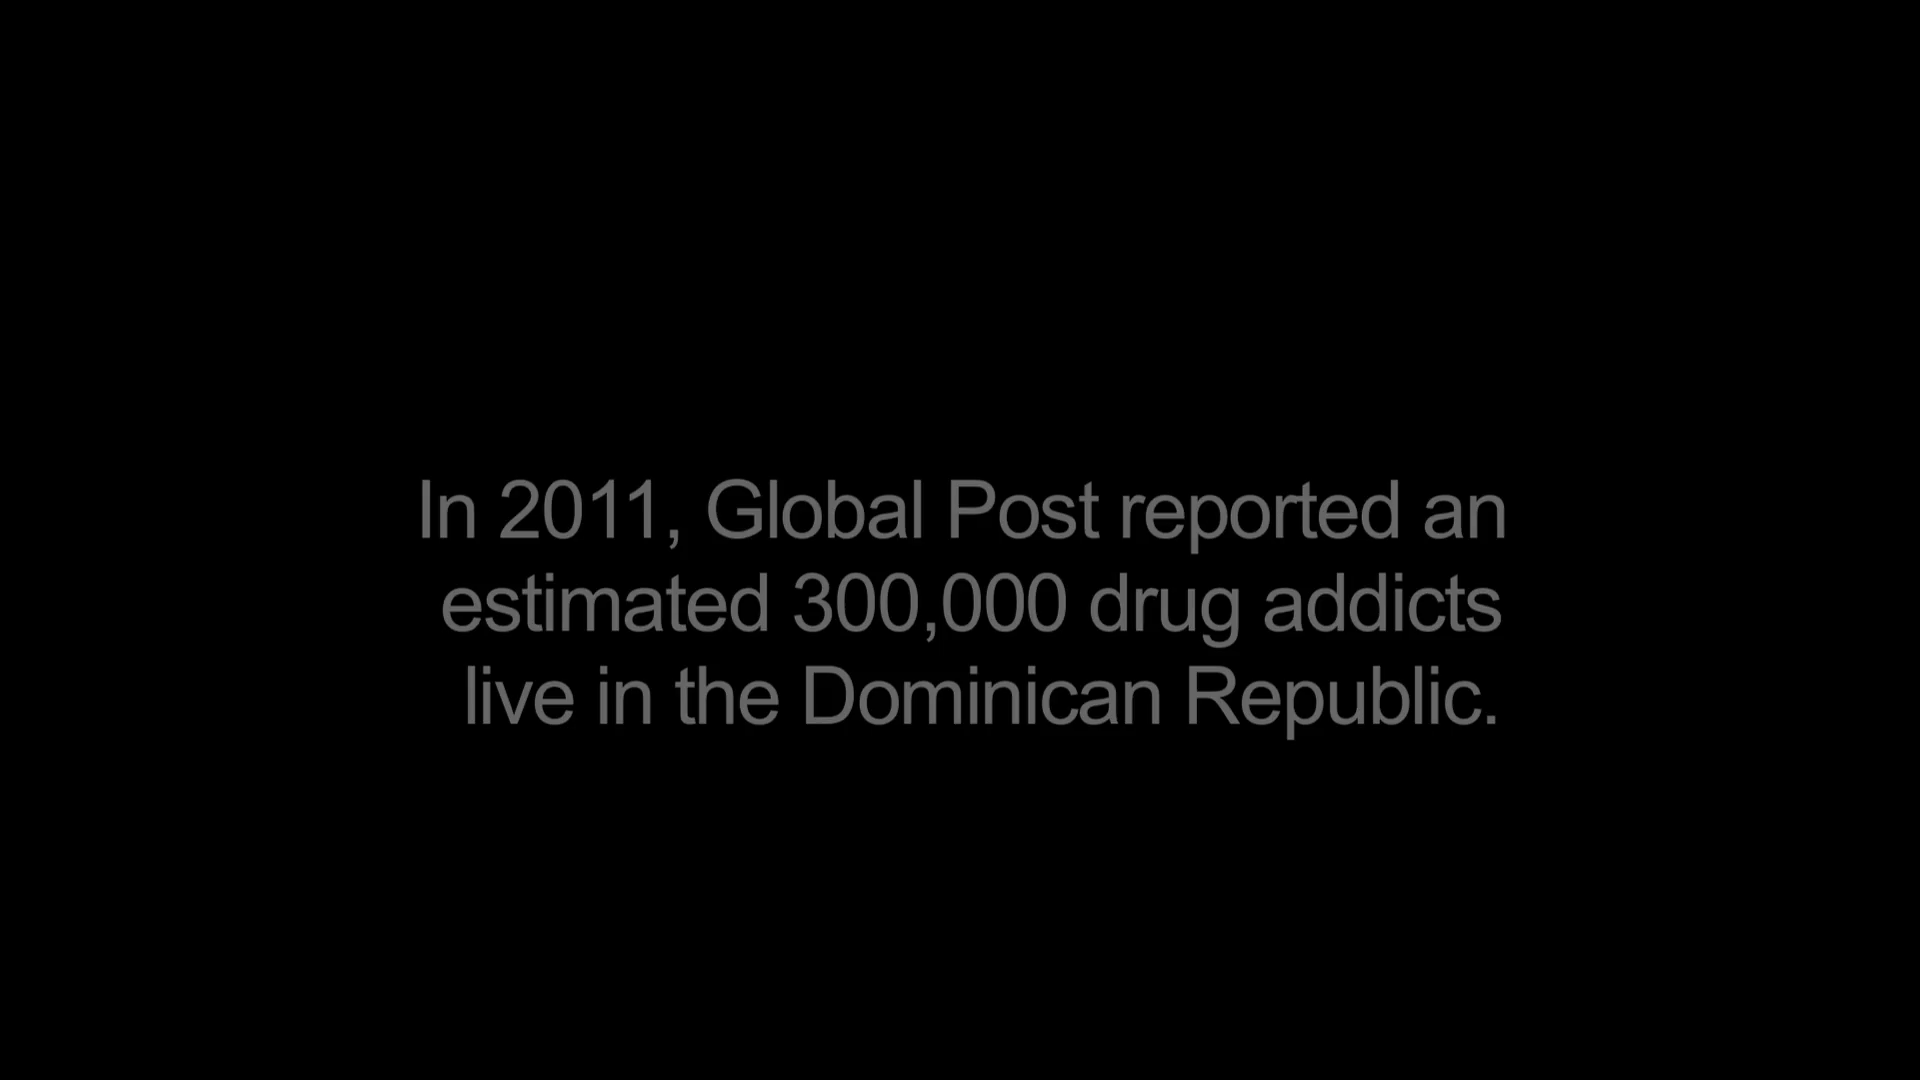 In 2011, Global Post reported an
estimated 300,000 drug addicts
live in the Dominican Republic.